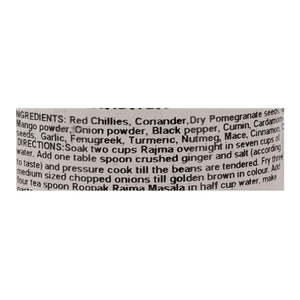 INGREDIENTS: Red Chillies, Coriander,Dry Pomegranate seeds,
Mango powder, Onion powder, Black pepper, Cumin, Cardamom
seeds, Garlic, Fenugreek, Turmeric, Nutmeg, Mace, Cinnamon,
DIRECTIONS:Soak two cups Rajma overnight in seven cups of
water. Add one table spoon crushed ginger and salt (according
to taste) and pressure cook till the beans are tendered. Fry three
medium sized chopped onions till golden brown in colour. Add
four tea spoon Roopak Rajma Masala in half cup water, make